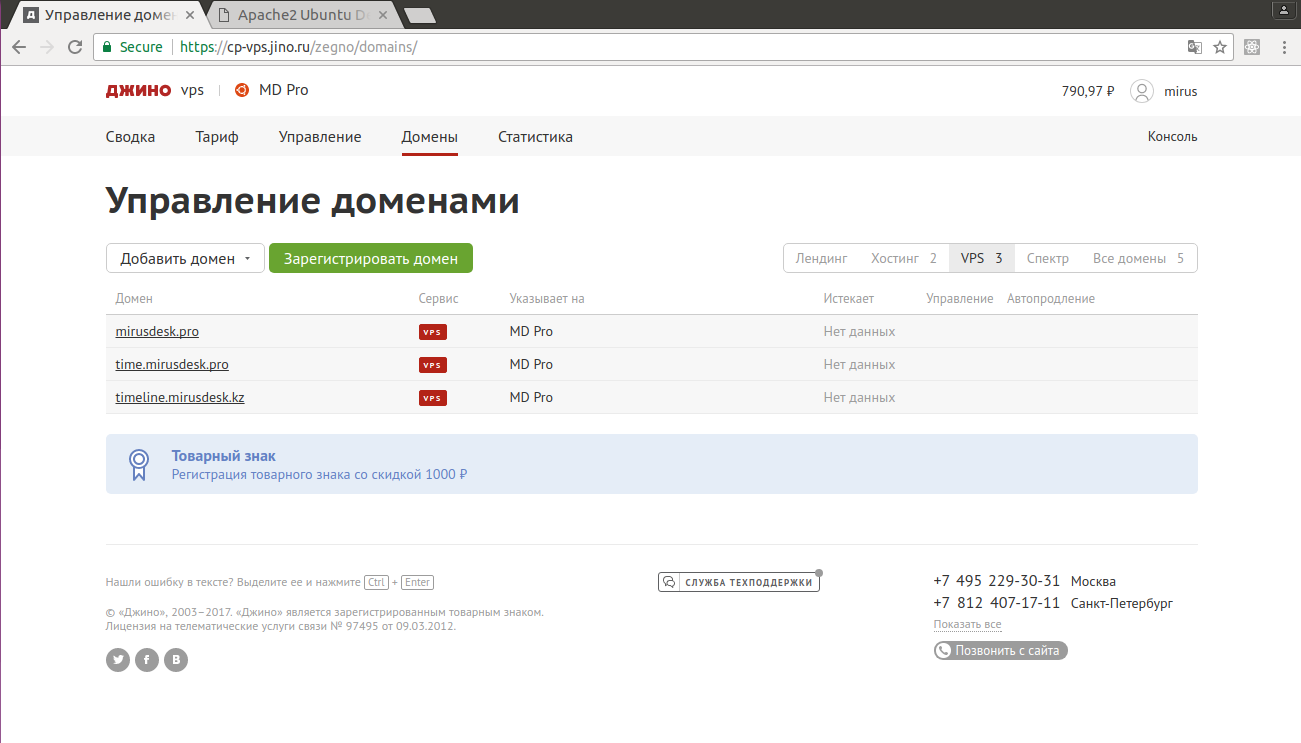 Управление домен
Apache2 Ubuntu D
Secure https://cp-vps.jino.ru/zegno/domains/
джино vps MD Pro 790,97 ₽ mirus
Сводка Тариф Управление Домены Статистика Консоль
Управление доменами
Добавить домен Зарегистрировать домен Лендинг Хостинг 2 VPS 3 Спектр Все домены 5
Домен Сервис Указывает на Истекает Управление Автопродление
mirusdesk.pro VPS MD Pro Нет данных
time.mirusdesk.pro VPS MD Pro Нет данных
timeline.mirusdesk.kz VPS MD Pro Нет данных
Товарный знак
Регистрация товарного знака со скидкой 1000 ₽
Нашли ошибку в тексте? Выделите ее и нажмите Ctrl + Enter
© «Джино», 2003–2017. «Джино» является зарегистрированным товарным знаком.
Лицензия на телематические услуги связи № 97495 от 09.03.2012.
СЛУЖБА ТЕХПОДДЕРЖКИ
+7 495 229-30-31 Москва
+7 812 407-17-11 Санкт-Петербург
Показать все
Позвонить с сайта